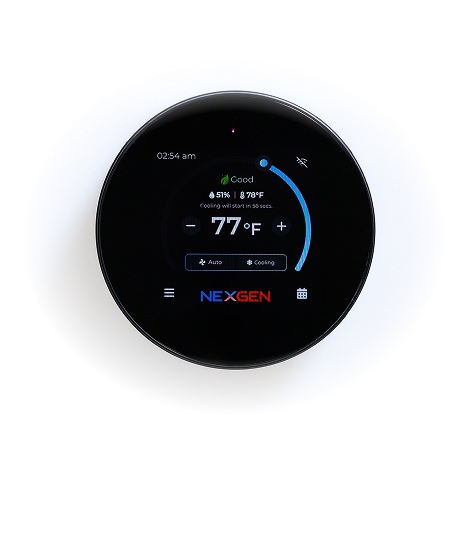 02:54 am
Good
51% | 78°F
Cooling will start in 56 secs.
− 77°F +
Auto Cooling
NEXGEN